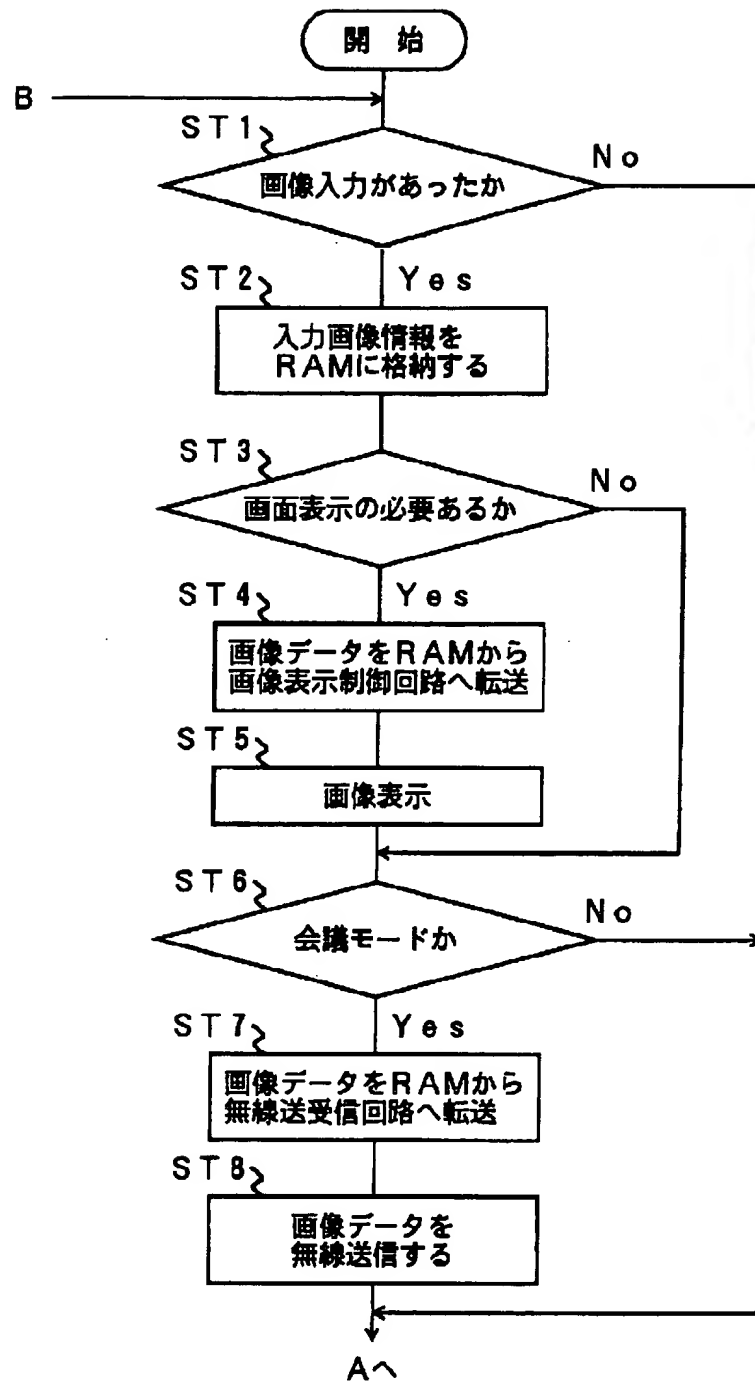 開 始
B
ST1
画像入力があったか
No
Yes
ST2
入力画像情報を
RAMに格納する
ST3
画面表示の必要あるか
No
Yes
ST4
画像データをRAMから
画像表示制御回路へ転送
ST5
画像表示
ST6
会議モードか
No
Yes
ST7
画像データをRAMから
無線送受信回路へ転送
ST8
画像データを
無線送信する
Aへ